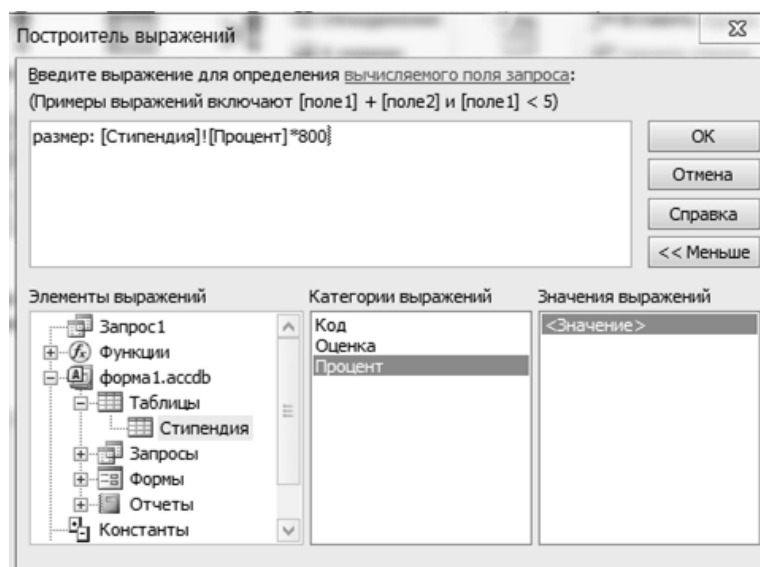 Построитель выражений
Введите выражение для определения вычисляемого поля запроса:
(Примеры выражений включают [поле1] + [поле2] и [поле1] < 5)
размер: [Стипендия]![Процент]*800
ОК
Отмена
Справка
<< Меньше
Элементы выражений
Категории выражений
Значения выражений
Запрос1
Функции
форма1.accdb
Таблицы
Стипендия
Запросы
Формы
Отчеты
Константы
Код
Оценка
Процент
<Значение>